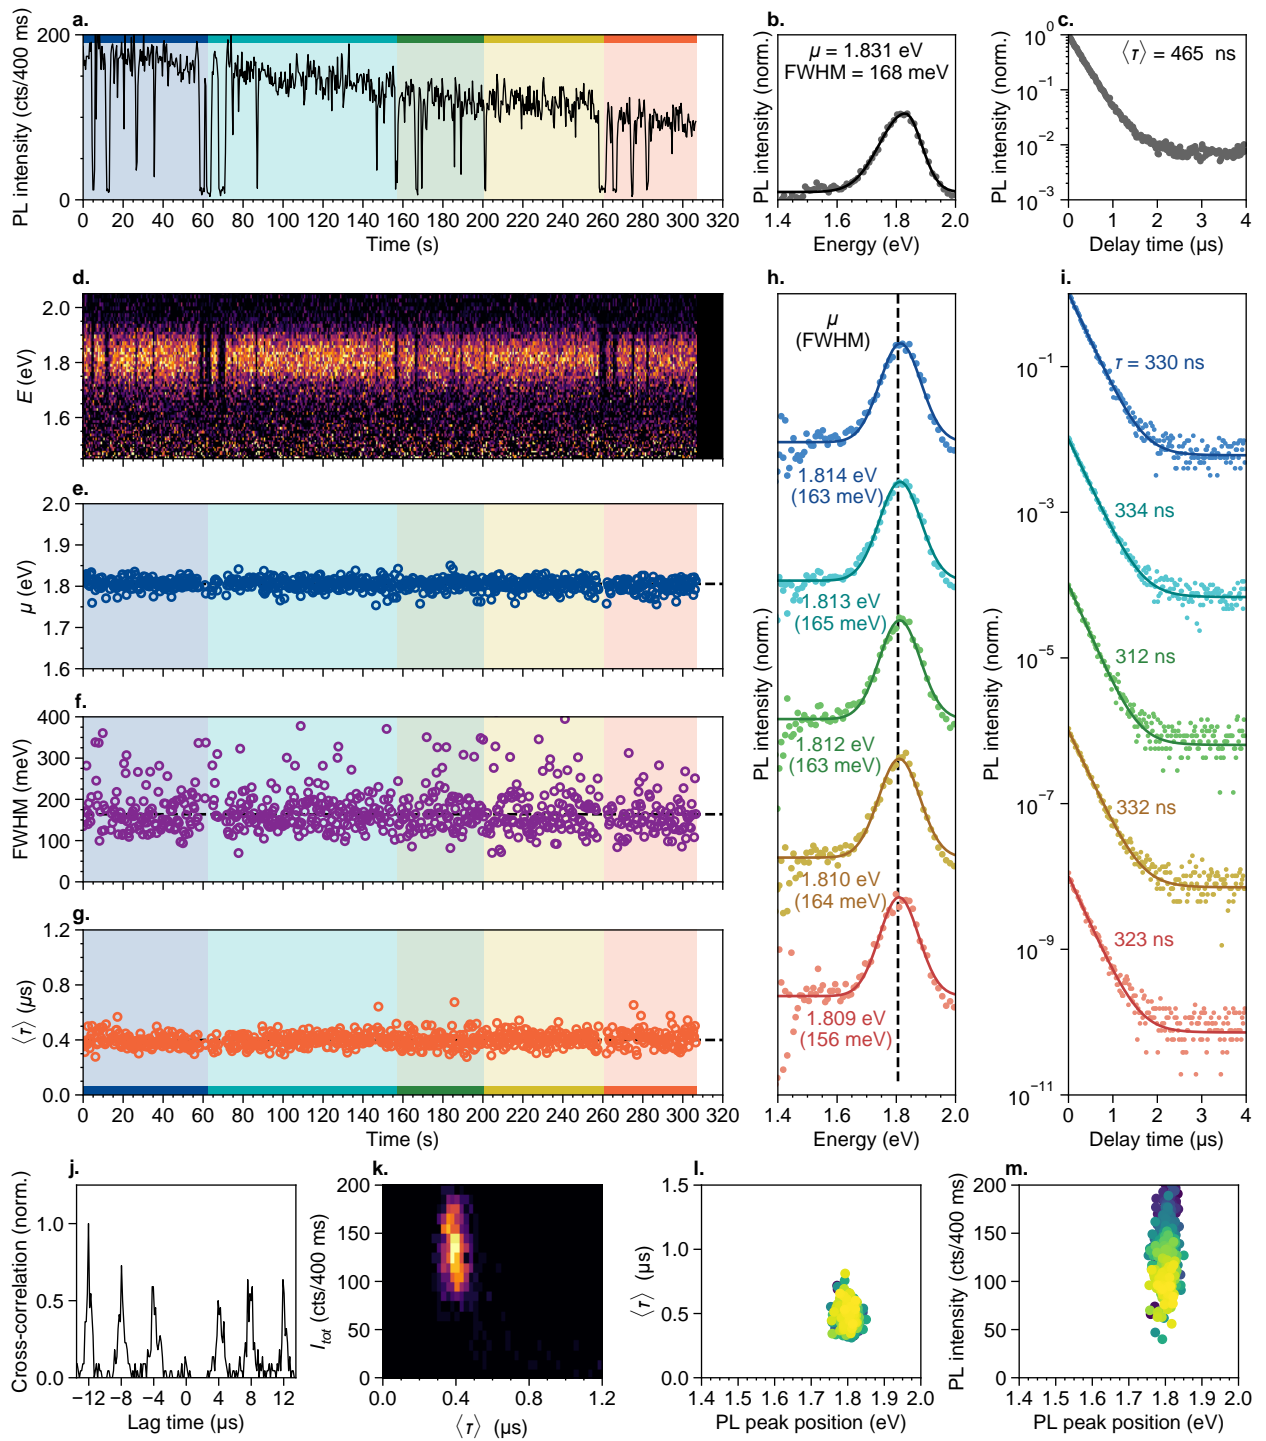 a.
PL intensity (cts/400 ms)
200
100
0
0 20 40 60 80 100 120 140 160 180 200 220 240 260 280 300 320
Time (s)
b.
PL intensity (norm.)
μ = 1.831 eV
FWHM = 168 meV
1.4 1.6 1.8 2.0
Energy (eV)
c.
PL intensity (norm.)
10⁰
10⁻¹
10⁻²
10⁻³
⟨τ⟩ = 465 ns
0 1 2 3 4
Delay time (μs)
d.
E (eV)
2.0
1.8
1.6
e.
μ (eV)
2.0
1.9
1.8
1.7
1.6
f.
FWHM (meV)
400
300
200
100
0
g.
⟨τ⟩ (μs)
1.2
0.8
0.4
0.0
0 20 40 60 80 100 120 140 160 180 200 220 240 260 280 300 320
Time (s)
h.
PL intensity (norm.)
μ
(FWHM)
1.814 eV
(163 meV)
1.813 eV
(165 meV)
1.812 eV
(163 meV)
1.810 eV
(164 meV)
1.809 eV
(156 meV)
1.4 1.6 1.8 2.0
Energy (eV)
i.
PL intensity (norm.)
10⁻¹
10⁻³
10⁻⁵
10⁻⁷
10⁻⁹
10⁻¹¹
τ = 330 ns
334 ns
312 ns
332 ns
323 ns
0 1 2 3 4
Delay time (μs)
j.
Cross-correlation (norm.)
1.0
0.5
0.0
−12 −8 −4 0 4 8 12
Lag time (μs)
k.
I_tot (cts/400 ms)
200
150
100
50
0
0.0 0.4 0.8 1.2
⟨τ⟩ (μs)
l.
⟨τ⟩ (μs)
1.5
1.0
0.5
0.0
1.4 1.5 1.6 1.7 1.8 1.9 2.0
PL peak position (eV)
m.
PL intensity (cts/400 ms)
200
150
100
50
0
1.4 1.5 1.6 1.7 1.8 1.9 2.0
PL peak position (eV)